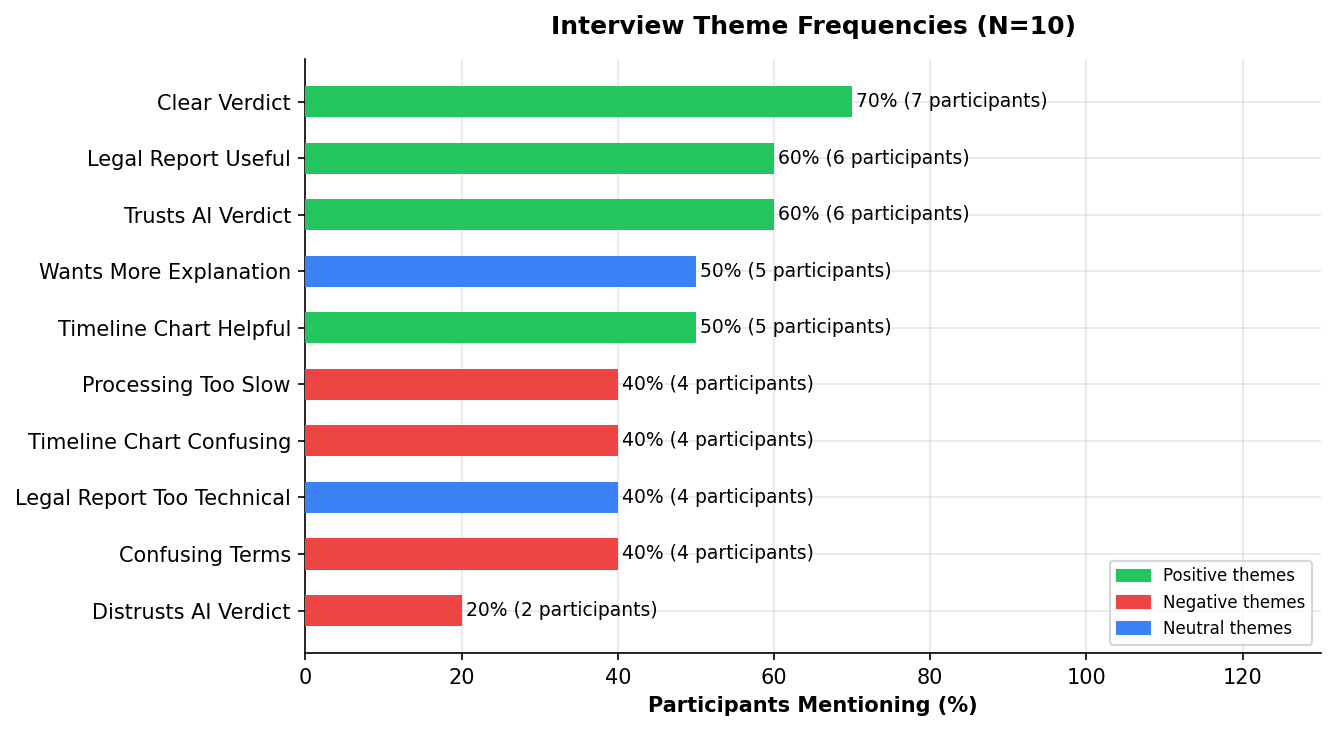 Interview Theme Frequencies (N=10)
Clear Verdict
70% (7 participants)
Legal Report Useful
60% (6 participants)
Trusts AI Verdict
60% (6 participants)
Wants More Explanation
50% (5 participants)
Timeline Chart Helpful
50% (5 participants)
Processing Too Slow
40% (4 participants)
Timeline Chart Confusing
40% (4 participants)
Legal Report Too Technical
40% (4 participants)
Confusing Terms
40% (4 participants)
Distrusts AI Verdict
20% (2 participants)
Positive themes
Negative themes
Neutral themes
0 20 40 60 80 100 120
Participants Mentioning (%)